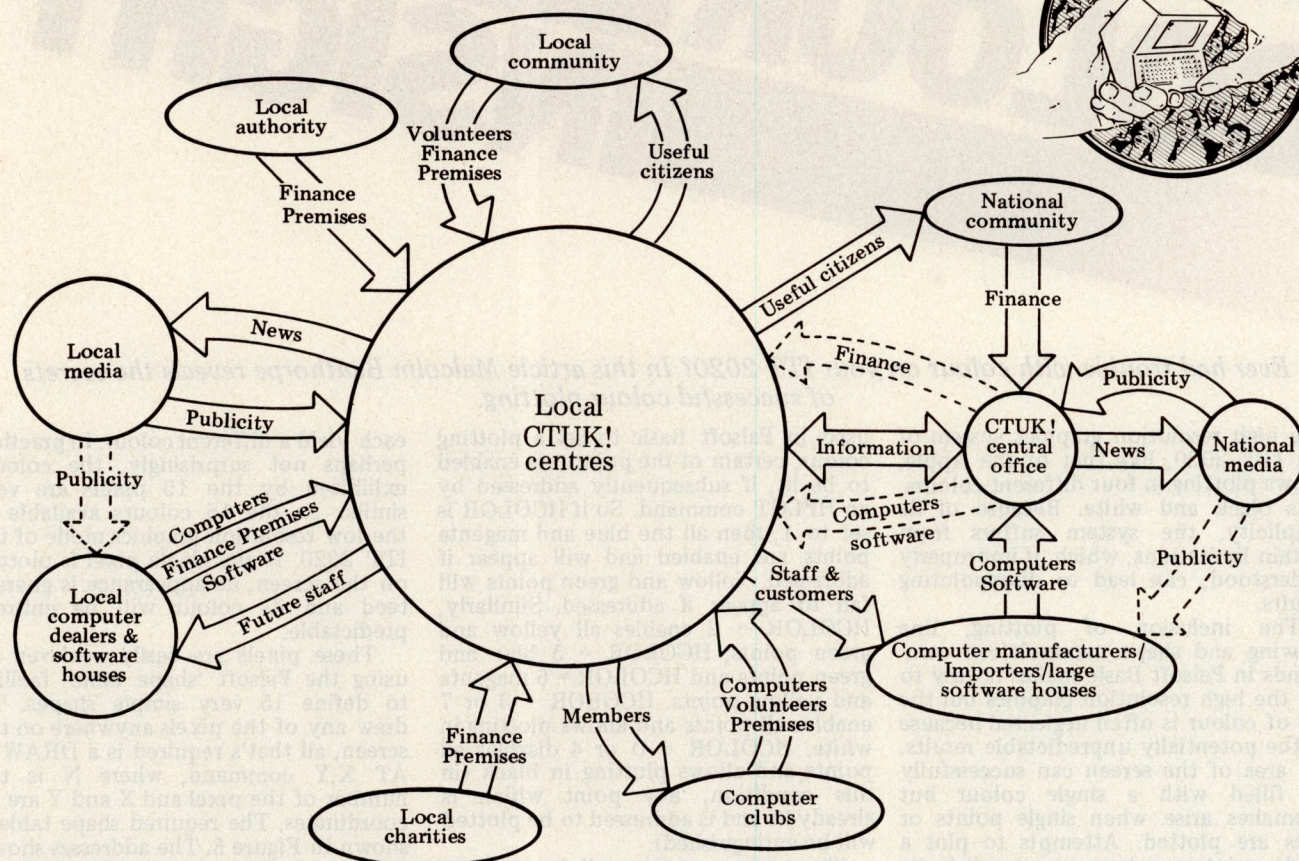 Local
community
Local
authority
Volunteers
Finance
Premises
Useful
citizens
Finance
Premises
National
community
Useful citizens
Finance
News
Local
media
Publicity
Finance
Publicity
Local
CTUK!
centres
Information
CTUK!
central
office
News
National
media
Publicity
Computers
Finance Premises
Software
Computers
Software
Future staff
Staff &
customers
Computers
Software
Publicity
Local
computer
dealers &
software
houses
Computer manufacturers/
Importers/large
software houses
Finance
Premises
Members
Computers
Volunteers
Premises
Local
charities
Computer
clubs